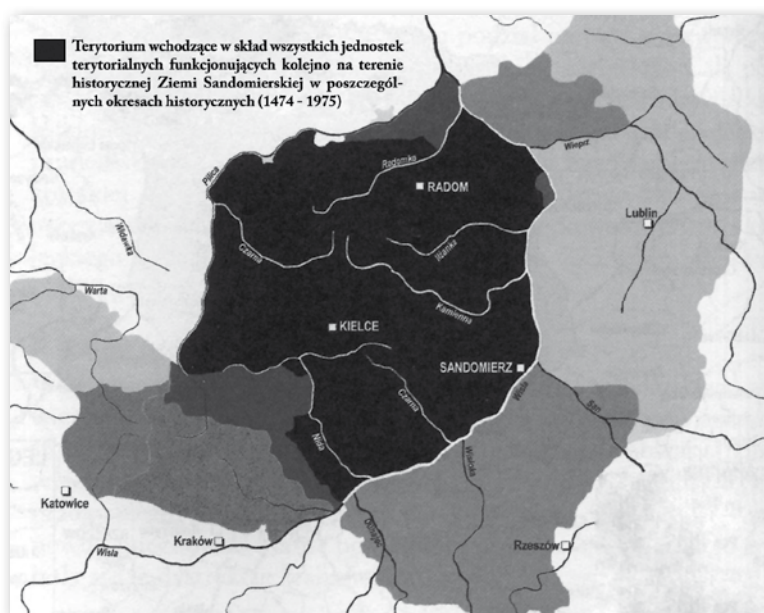 Terytorium wchodzące w skład wszystkich jednostek
terytorialnych funkcjonujących kolejno na terenie
historycznej Ziemi Sandomierskiej w poszczegól-
nych okresach historycznych (1474 - 1975)
Pilica
Radomka
Wieprz
RADOM
Lublin
Widawka
Czarna
Iłżanka
Warta
Kamienna
KIELCE
SANDOMIERZ
Wisła
Czarna
San
Nida
Wisłoka
Katowice
Dunajec
Kraków
Rzeszów
Wisła